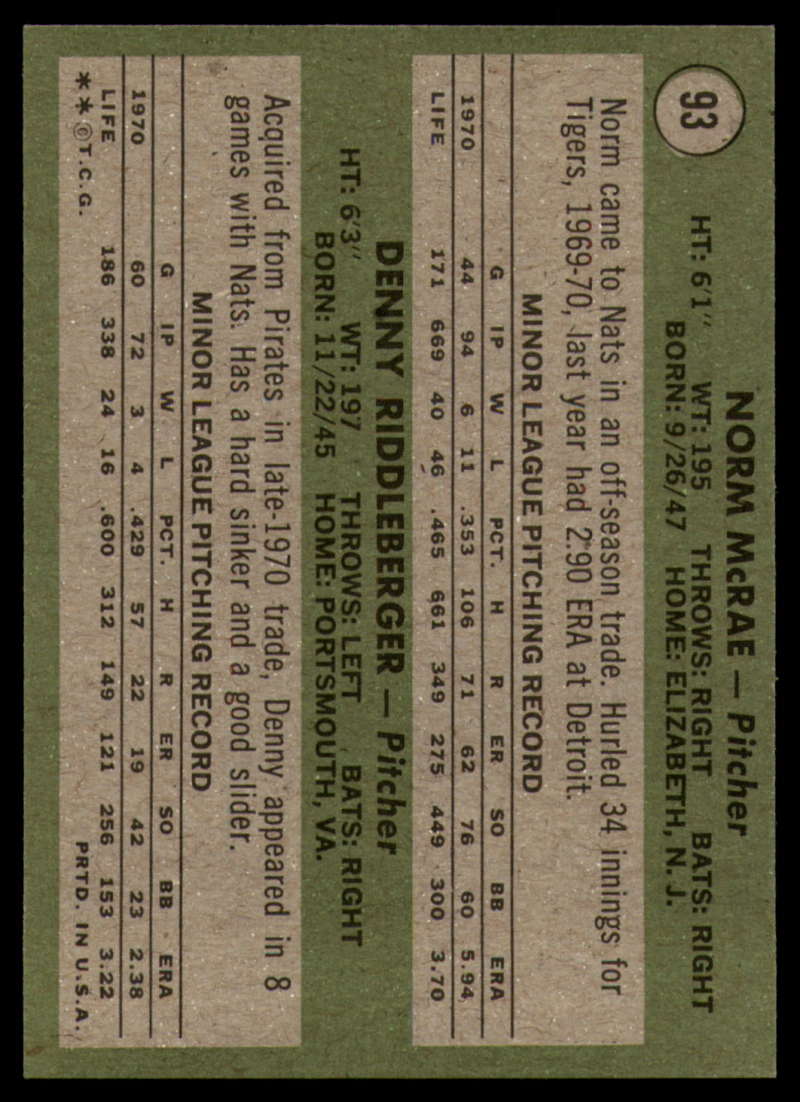 93
NORM McRAE — Pitcher
HT: 6'1" WT: 195 THROWS: RIGHT BATS: RIGHT
BORN: 9/26/47 HOME: ELIZABETH, N. J.
Norm came to Nats in an off-season trade. Hurled 34 innings for
Tigers, 1969-70, last year had 2.90 ERA at Detroit.
MINOR LEAGUE PITCHING RECORD
G IP W L PCT. H R ER SO BB ERA
1970 44 94 6 11 .353 106 71 62 76 60 5.94
LIFE 171 669 40 46 .465 661 349 275 449 300 3.70
DENNY RIDDLEBERGER — Pitcher
HT: 6'3" WT: 197 THROWS: LEFT BATS: RIGHT
BORN: 11/22/45 HOME: PORTSMOUTH, VA.
Acquired from Pirates in late-1970 trade, Denny appeared in 8
games with Nats. Has a hard sinker and a good slider.
MINOR LEAGUE PITCHING RECORD
G IP W L PCT. H R ER SO BB ERA
1970 60 72 3 4 .429 57 22 19 42 23 2.38
LIFE 186 338 24 16 .600 312 149 121 256 153 3.22
**©T.C.G. PRTD. IN U.S.A.